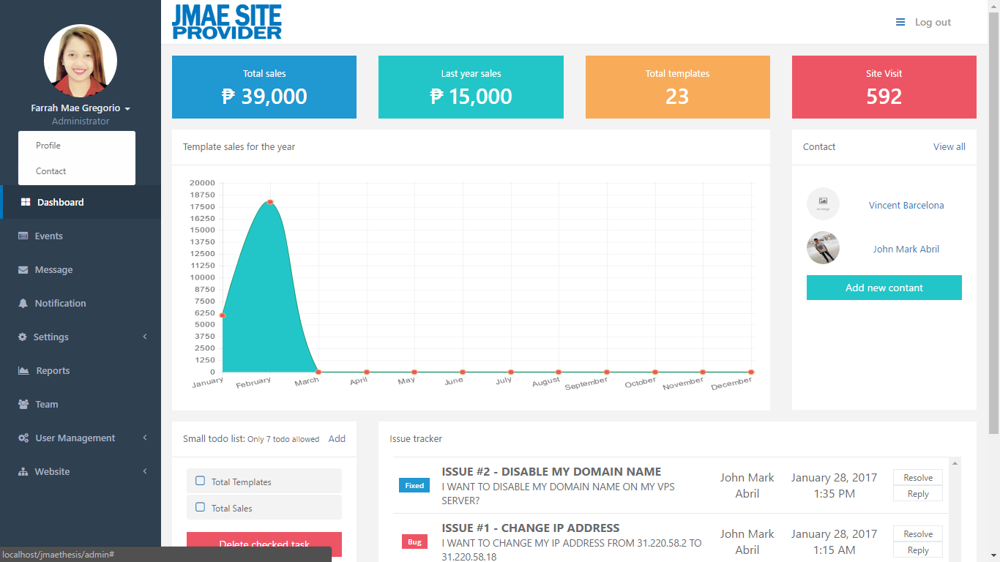 JMAE SITE
PROVIDER
Log out
Farrah Mae Gregorio
Administrator
Profile
Contact
Dashboard
Events
Message
Notification
Settings
Reports
Team
User Management
Website
Total sales
₱ 39,000
Last year sales
₱ 15,000
Total templates
23
Site Visit
592
Template sales for the year
20000
18750
17500
16250
15000
13750
12500
11250
10000
8750
7500
6250
5000
3750
2500
1250
0
January February March April May June July August September October November December
Contact View all
Vincent Barcelona
John Mark Abril
Add new contant
Small todo list: Only 7 todo allowed Add
Total Templates
Total Sales
Delete checked task
Issue tracker
Fixed
ISSUE #2 - DISABLE MY DOMAIN NAME
I WANT TO DISABLE MY DOMAIN NAME ON MY VPS
SERVER?
John Mark
Abril
January 28, 2017
1:35 PM
Resolve
Reply
Bug
ISSUE #1 - CHANGE IP ADDRESS
I WANT TO CHANGE MY IP ADDRESS FROM 31.220.58.2 TO
31.220.58.18
John Mark
Abril
January 28, 2017
1:15 AM
Resolve
Reply
localhost/jmaethesis/admin#